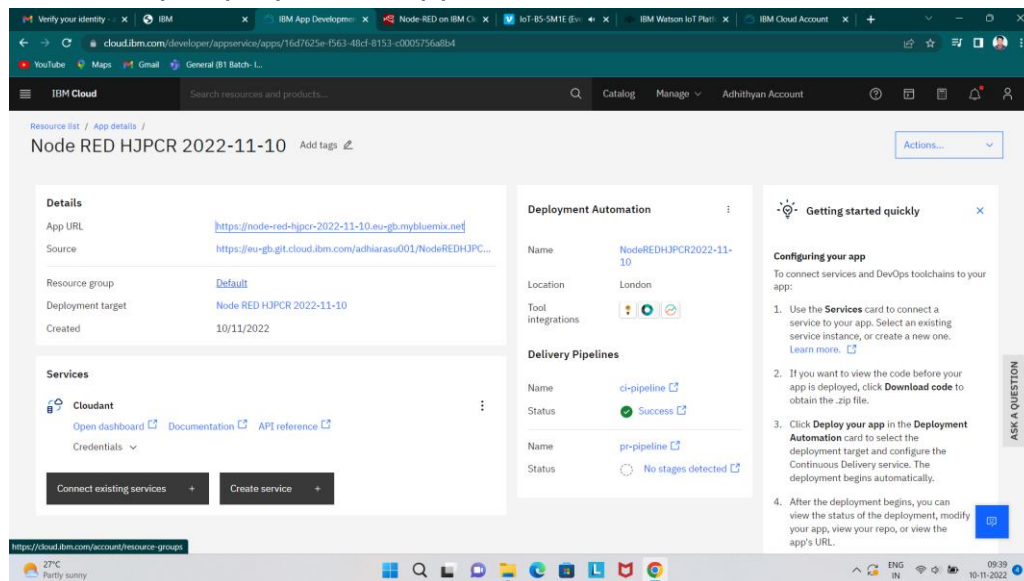 Verify your identity -
IBM
IBM App Developmen
Node-RED on IBM Cl
IoT-BS-5M1E (Eve
IBM Watson IoT Platf
IBM Cloud Account
cloud.ibm.com/developer/appservice/apps/16d7625e-f563-48cf-8153-c0005756a8b4
YouTube Maps Gmail General (B1 Batch- I...
IBM Cloud
Search resources and products...
Catalog Manage Adhithyan Account
Resource list / App details /
Node RED HJPCR 2022-11-10 Add tags
Actions...
Details
App URL https://node-red-hjpcr-2022-11-10.eu-gb.mybluemix.net
Source https://eu-gb.git.cloud.ibm.com/adhiarasu001/NodeREDHJPC...
Resource group Default
Deployment target Node RED HJPCR 2022-11-10
Created 10/11/2022
Services
Cloudant
Open dashboard Documentation API reference
Credentials
Connect existing services + Create service +
Deployment Automation
Name NodeREDHJPCR2022-11-
10
Location London
Tool
integrations
Delivery Pipelines
Name ci-pipeline
Status Success
Name pr-pipeline
Status No stages detected
Getting started quickly
Configuring your app
To connect services and DevOps toolchains to your
app:
1. Use the Services card to connect a
service to your app. Select an existing
service instance, or create a new one.
Learn more.
2. If you want to view the code before your
app is deployed, click Download code to
obtain the .zip file.
3. Click Deploy your app in the Deployment
Automation card to select the
deployment target and configure the
Continuous Delivery service. The
deployment begins automatically.
4. After the deployment begins, you can
view the status of the deployment, modify
your app, view your repo, or view the
app's URL.
ASK A QUESTION
https://cloud.ibm.com/account/resource-groups
27°C
Partly sunny
ENG
IN
09:39
10-11-2022